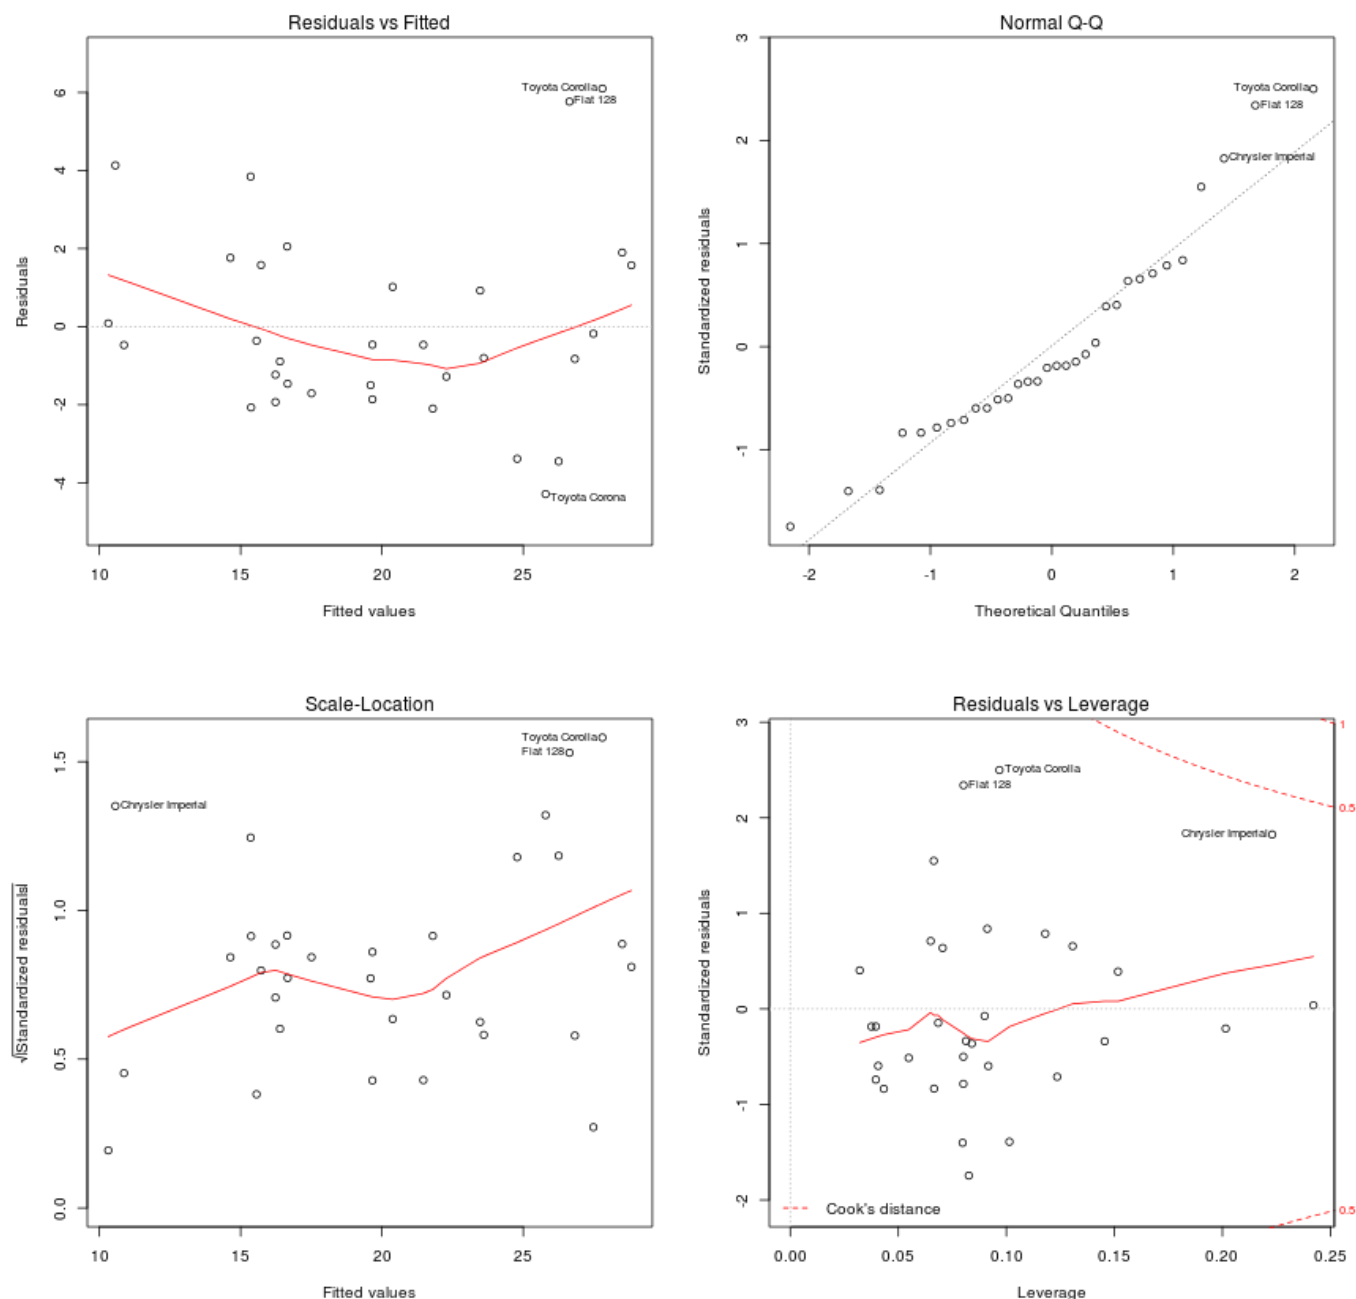 Residuals vs Fitted
Residuals
6
4
2
0
-2
-4
Toyota Corolla
Fiat 128
Toyota Corona
10 15 20 25
Fitted values
Normal Q-Q
Standardized residuals
3
2
1
0
-1
Toyota Corolla
Fiat 128
Chrysler Imperial
-2 -1 0 1 2
Theoretical Quantiles
Scale-Location
√|Standardized residuals|
1.5
1.0
0.5
0.0
Toyota Corolla
Fiat 128
Chrysler Imperial
10 15 20 25
Fitted values
Residuals vs Leverage
Standardized residuals
3
2
1
0
-1
-2
Toyota Corolla
Fiat 128
Chrysler Imperial
1
0.5
0.5
Cook's distance
0.00 0.05 0.10 0.15 0.20 0.25
Leverage